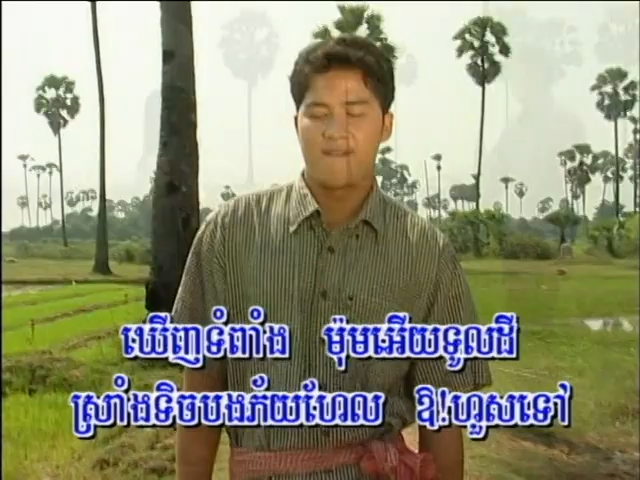 ឃើញទំពាំង ម៉ុមអើយទូលដី
ស្រាំងទិចបងភ័យហែល ឱ!ហួសទៅ